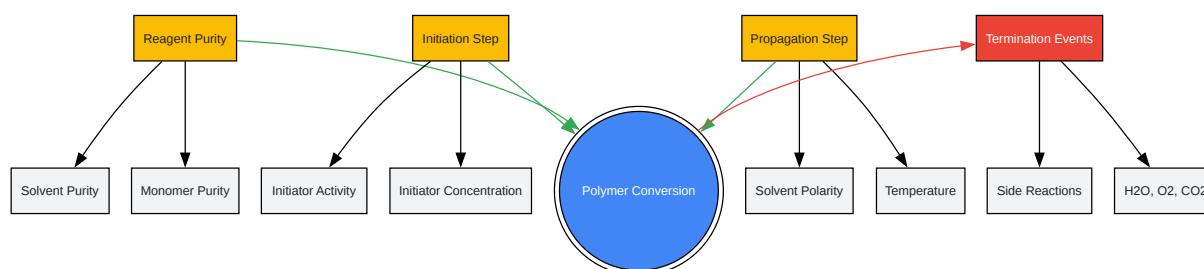 Reagent Purity
Initiation Step
Propagation Step
Termination Events
Solvent Purity
Monomer Purity
Initiator Activity
Initiator Concentration
Polymer Conversion
Solvent Polarity
Temperature
Side Reactions
H2O, O2, CO2